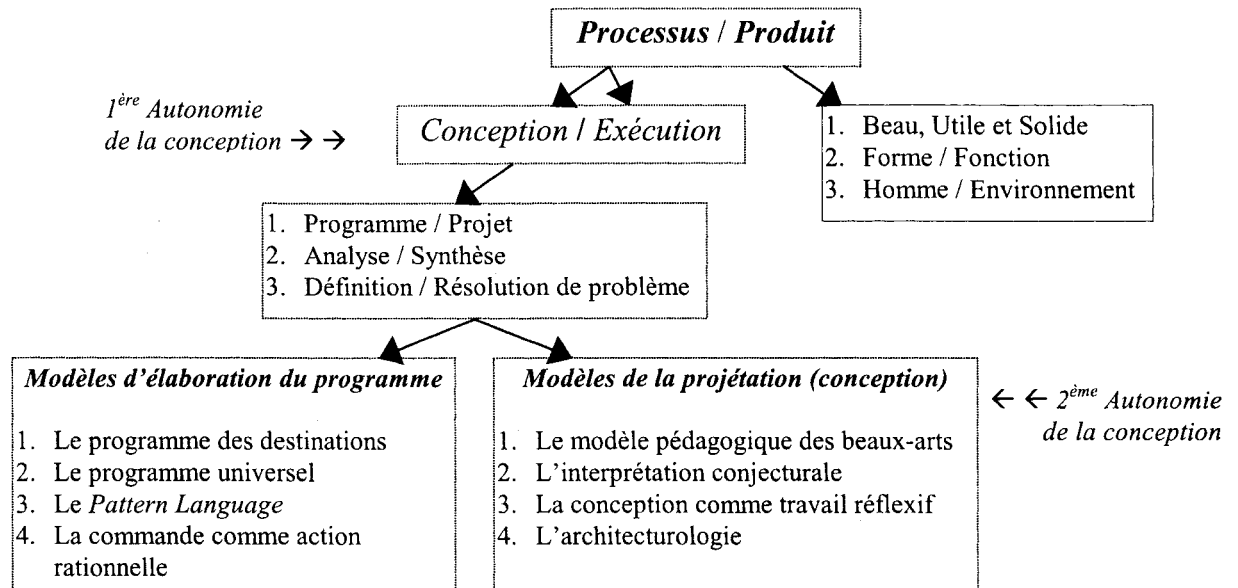 Processus / Produit
1ère Autonomie
de la conception → →
Conception / Exécution
1. Beau, Utile et Solide
2. Forme / Fonction
3. Homme / Environnement
1. Programme / Projet
2. Analyse / Synthèse
3. Définition / Résolution de problème
Modèles d'élaboration du programme
1. Le programme des destinations
2. Le programme universel
3. Le Pattern Language
4. La commande comme action
rationnelle
Modèles de la projétation (conception)
1. Le modèle pédagogique des beaux-arts
2. L'interprétation conjecturale
3. La conception comme travail réflexif
4. L'architecturologie
← ← 2ème Autonomie
de la conception